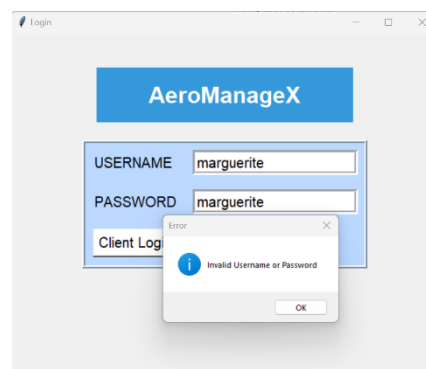 Login
AeroManageX
USERNAME marguerite
PASSWORD marguerite
Error
Client Logi
Invalid Username or Password
OK